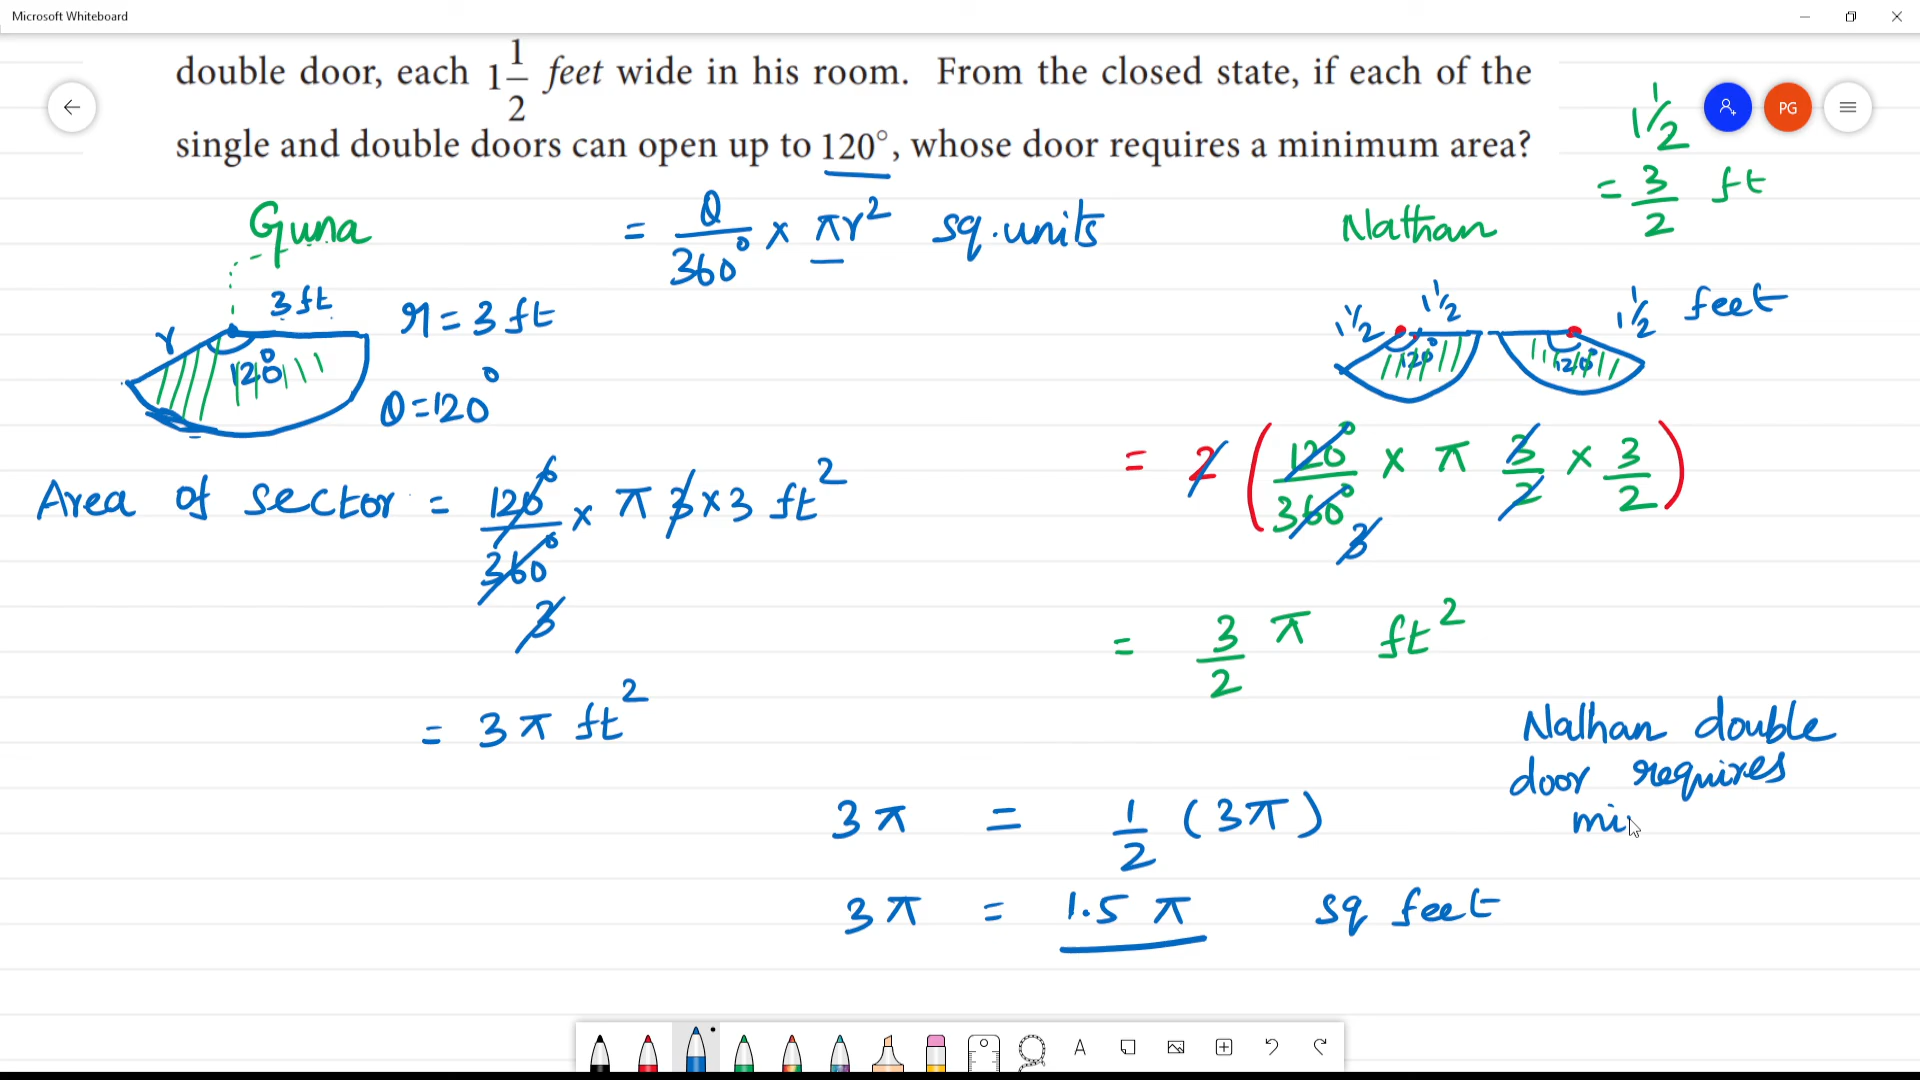 Microsoft Whiteboard
double door, each 1 1/2 feet wide in his room. From the closed state, if each of the
single and double doors can open up to 120°, whose door requires a minimum area?
1 1/2
= 3/2 ft
PG
Guna
= θ/360° × πr² sq.units
Nathan
3 ft
r
120°
r = 3 ft
θ = 120°
1 1/2
1 1/2
1 1/2 feet
120°
120°
Area of sector = 120°/360° × π 3 × 3 ft²
3
= 2 ( 120°/360° × π 3/2 × 3/2 )
3
= 3/2 π ft²
= 3π ft²
Nathan double
door requires
mi
3π = 1/2 (3π)
3π = 1.5 π sq feet
A